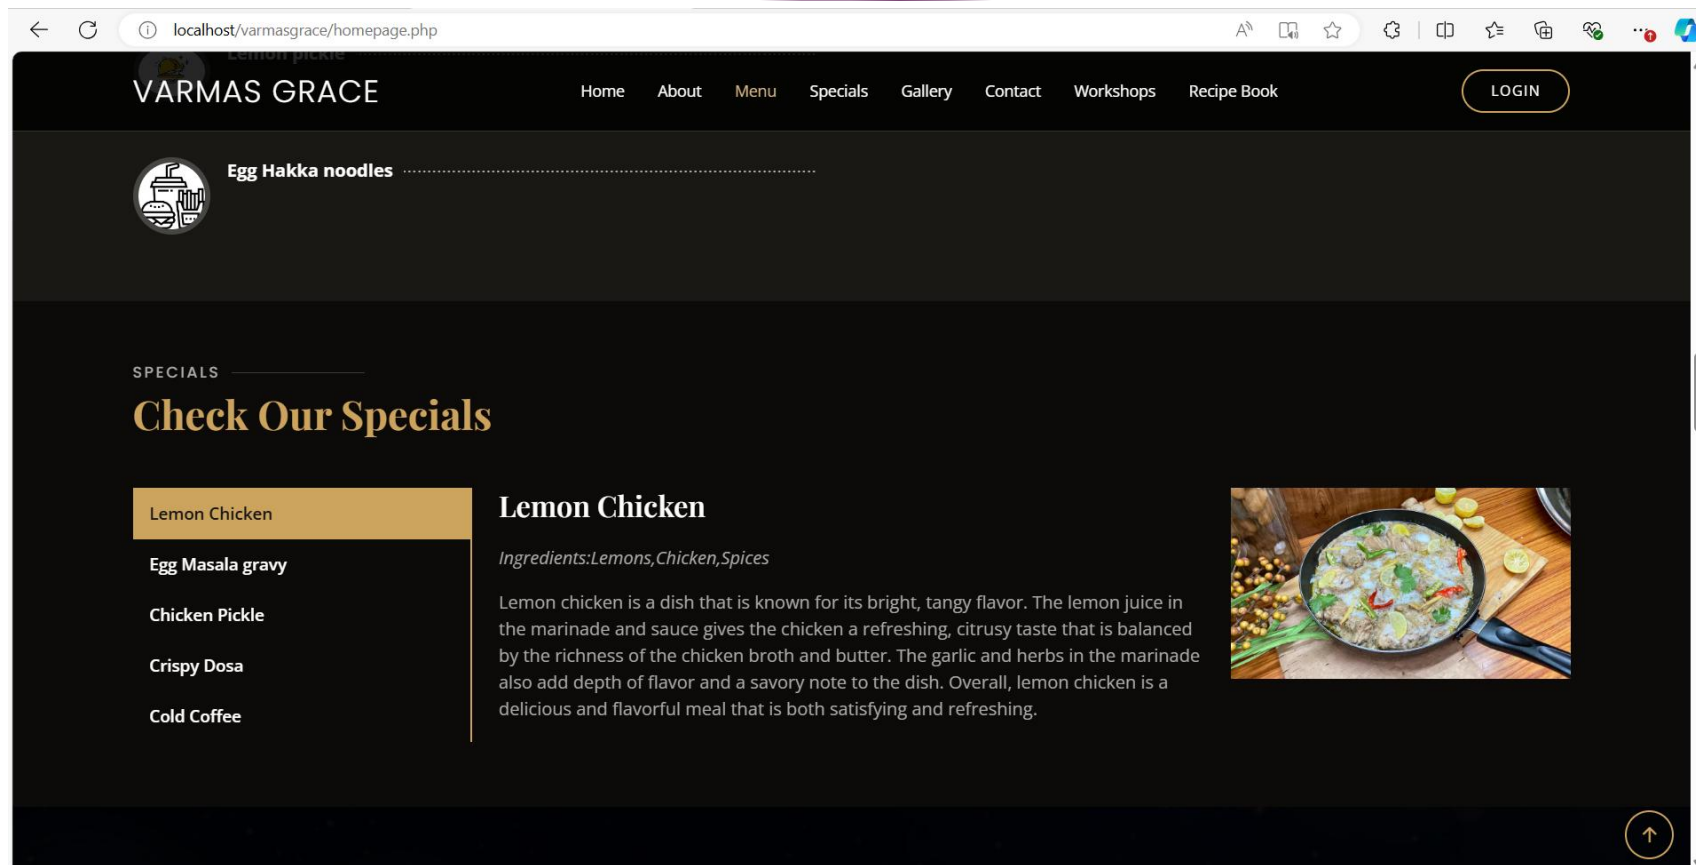 localhost/varmasgrace/homepage.php
Lemon pickle
VARMAS GRACE
Home About Menu Specials Gallery Contact Workshops Recipe Book
LOGIN
Egg Hakka noodles
SPECIALS
Check Our Specials
Lemon Chicken
Egg Masala gravy
Chicken Pickle
Crispy Dosa
Cold Coffee
Lemon Chicken
Ingredients:Lemons,Chicken,Spices
Lemon chicken is a dish that is known for its bright, tangy flavor. The lemon juice in
the marinade and sauce gives the chicken a refreshing, citrusy taste that is balanced
by the richness of the chicken broth and butter. The garlic and herbs in the marinade
also add depth of flavor and a savory note to the dish. Overall, lemon chicken is a
delicious and flavorful meal that is both satisfying and refreshing.